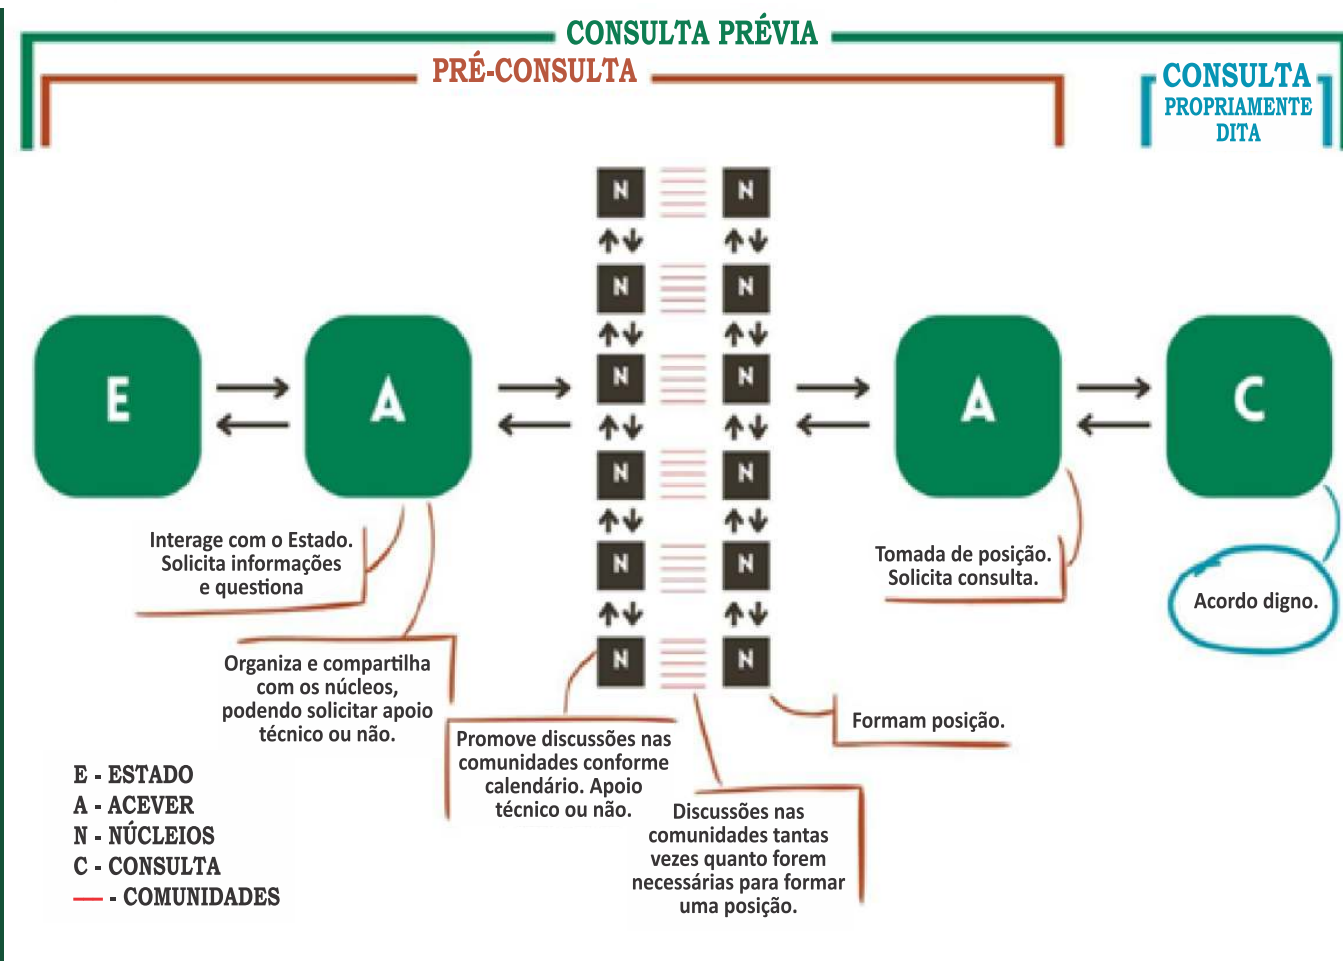 CONSULTA PRÉVIA
PRÉ-CONSULTA
CONSULTA
PROPRIAMENTE
DITA
N N
N N
E A N N A C
N N
N N
N N
Interage com o Estado.
Solicita informações
e questiona
Organiza e compartilha
com os núcleos,
podendo solicitar apoio
técnico ou não.
Promove discussões nas
comunidades conforme
calendário. Apoio
técnico ou não.
Discussões nas
comunidades tantas
vezes quanto forem
necessárias para formar
uma posição.
Formam posição.
Tomada de posição.
Solicita consulta.
Acordo digno.
E - ESTADO
A - ACEVER
N - NÚCLEIOS
C - CONSULTA
- COMUNIDADES